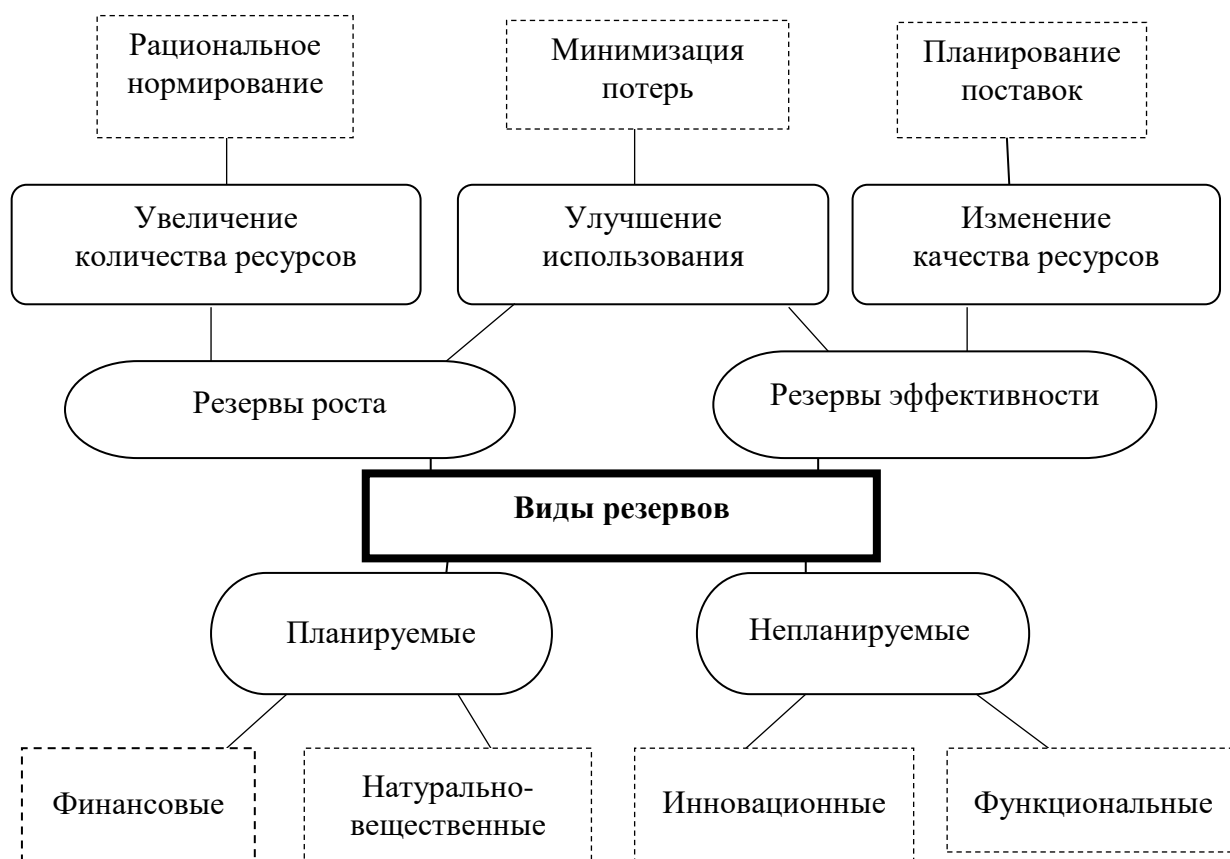 Рациональное
нормирование
Минимизация
потерь
Планирование
поставок
Увеличение
количества ресурсов
Улучшение
использования
Изменение
качества ресурсов
Резервы роста
Резервы эффективности
Виды резервов
Планируемые
Непланируемые
Финансовые
Натурально-
вещественные
Инновационные
Функциональные